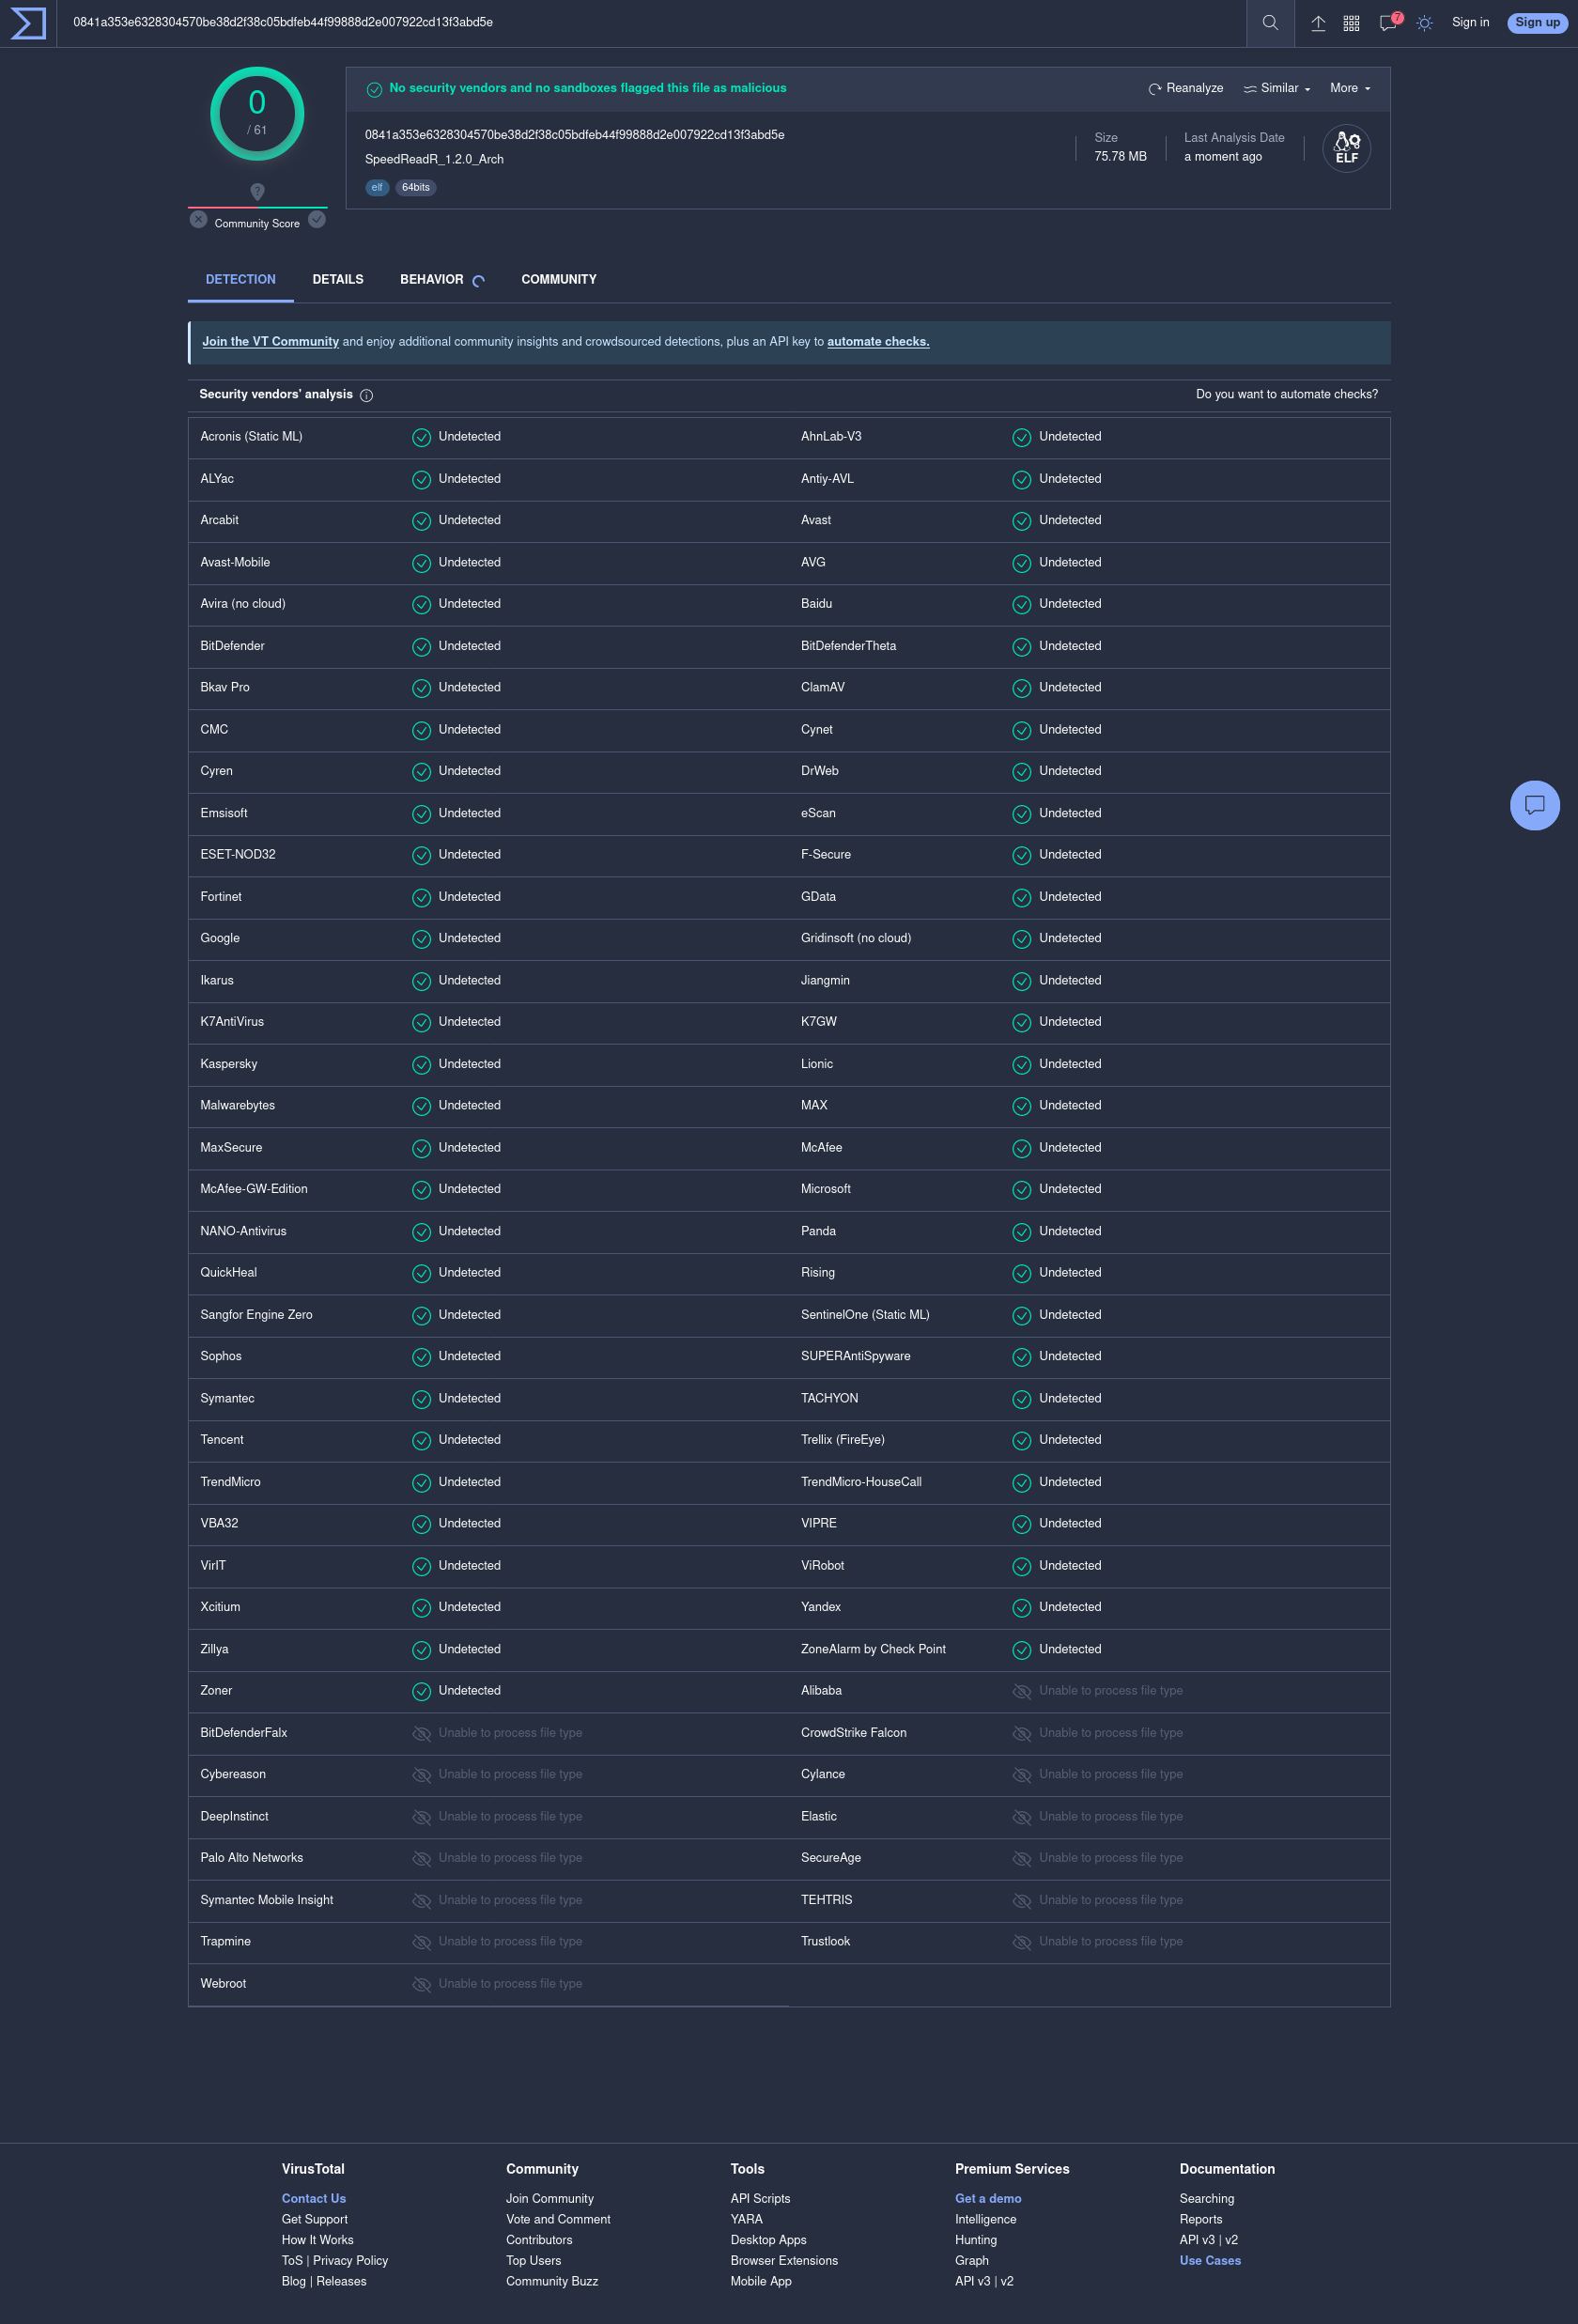 0841a353e6328304570be38d2f38c05bdfeb44f99888d2e007922cd13f3abd5e
7
Sign in
Sign up
0
/ 61
?
Community Score
No security vendors and no sandboxes flagged this file as malicious
Reanalyze
Similar
More
0841a353e6328304570be38d2f38c05bdfeb44f99888d2e007922cd13f3abd5e
SpeedReadR_1.2.0_Arch
elf
64bits
Size
75.78 MB
Last Analysis Date
a moment ago
ELF
DETECTION
DETAILS
BEHAVIOR
COMMUNITY
Join the VT Community and enjoy additional community insights and crowdsourced detections, plus an API key to automate checks.
Security vendors' analysis
Do you want to automate checks?
Acronis (Static ML) Undetected AhnLab-V3 Undetected
ALYac Undetected Antiy-AVL Undetected
Arcabit Undetected Avast Undetected
Avast-Mobile Undetected AVG Undetected
Avira (no cloud) Undetected Baidu Undetected
BitDefender Undetected BitDefenderTheta Undetected
Bkav Pro Undetected ClamAV Undetected
CMC Undetected Cynet Undetected
Cyren Undetected DrWeb Undetected
Emsisoft Undetected eScan Undetected
ESET-NOD32 Undetected F-Secure Undetected
Fortinet Undetected GData Undetected
Google Undetected Gridinsoft (no cloud) Undetected
Ikarus Undetected Jiangmin Undetected
K7AntiVirus Undetected K7GW Undetected
Kaspersky Undetected Lionic Undetected
Malwarebytes Undetected MAX Undetected
MaxSecure Undetected McAfee Undetected
McAfee-GW-Edition Undetected Microsoft Undetected
NANO-Antivirus Undetected Panda Undetected
QuickHeal Undetected Rising Undetected
Sangfor Engine Zero Undetected SentinelOne (Static ML) Undetected
Sophos Undetected SUPERAntiSpyware Undetected
Symantec Undetected TACHYON Undetected
Tencent Undetected Trellix (FireEye) Undetected
TrendMicro Undetected TrendMicro-HouseCall Undetected
VBA32 Undetected VIPRE Undetected
VirIT Undetected ViRobot Undetected
Xcitium Undetected Yandex Undetected
Zillya Undetected ZoneAlarm by Check Point Undetected
Zoner Undetected Alibaba Unable to process file type
BitDefenderFalx Unable to process file type CrowdStrike Falcon Unable to process file type
Cybereason Unable to process file type Cylance Unable to process file type
DeepInstinct Unable to process file type Elastic Unable to process file type
Palo Alto Networks Unable to process file type SecureAge Unable to process file type
Symantec Mobile Insight Unable to process file type TEHTRIS Unable to process file type
Trapmine Unable to process file type Trustlook Unable to process file type
Webroot Unable to process file type
VirusTotal
Contact Us
Get Support
How It Works
ToS | Privacy Policy
Blog | Releases
Community
Join Community
Vote and Comment
Contributors
Top Users
Community Buzz
Tools
API Scripts
YARA
Desktop Apps
Browser Extensions
Mobile App
Premium Services
Get a demo
Intelligence
Hunting
Graph
API v3 | v2
Documentation
Searching
Reports
API v3 | v2
Use Cases